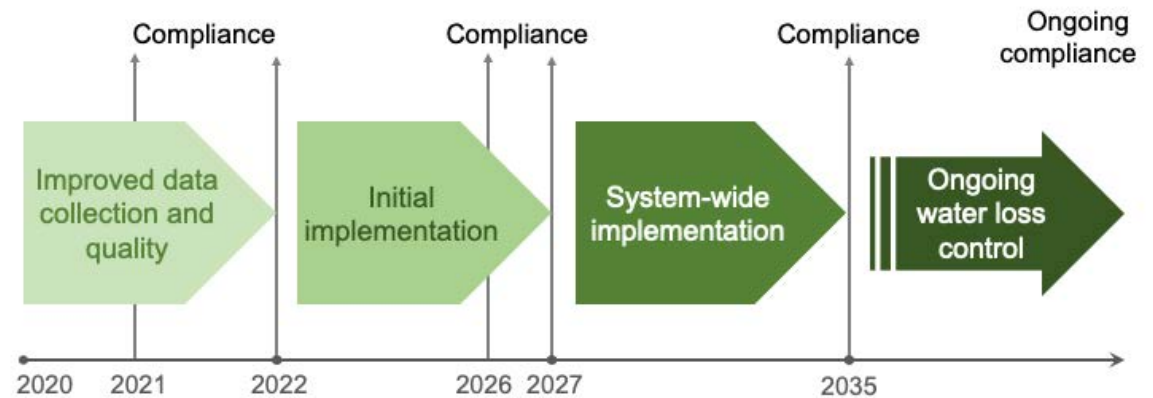 Compliance
Compliance
Compliance
Ongoing
compliance
Improved data
collection and
quality
Initial
implementation
System-wide
implementation
Ongoing
water loss
control
2020
2021
2022
2026
2027
2035